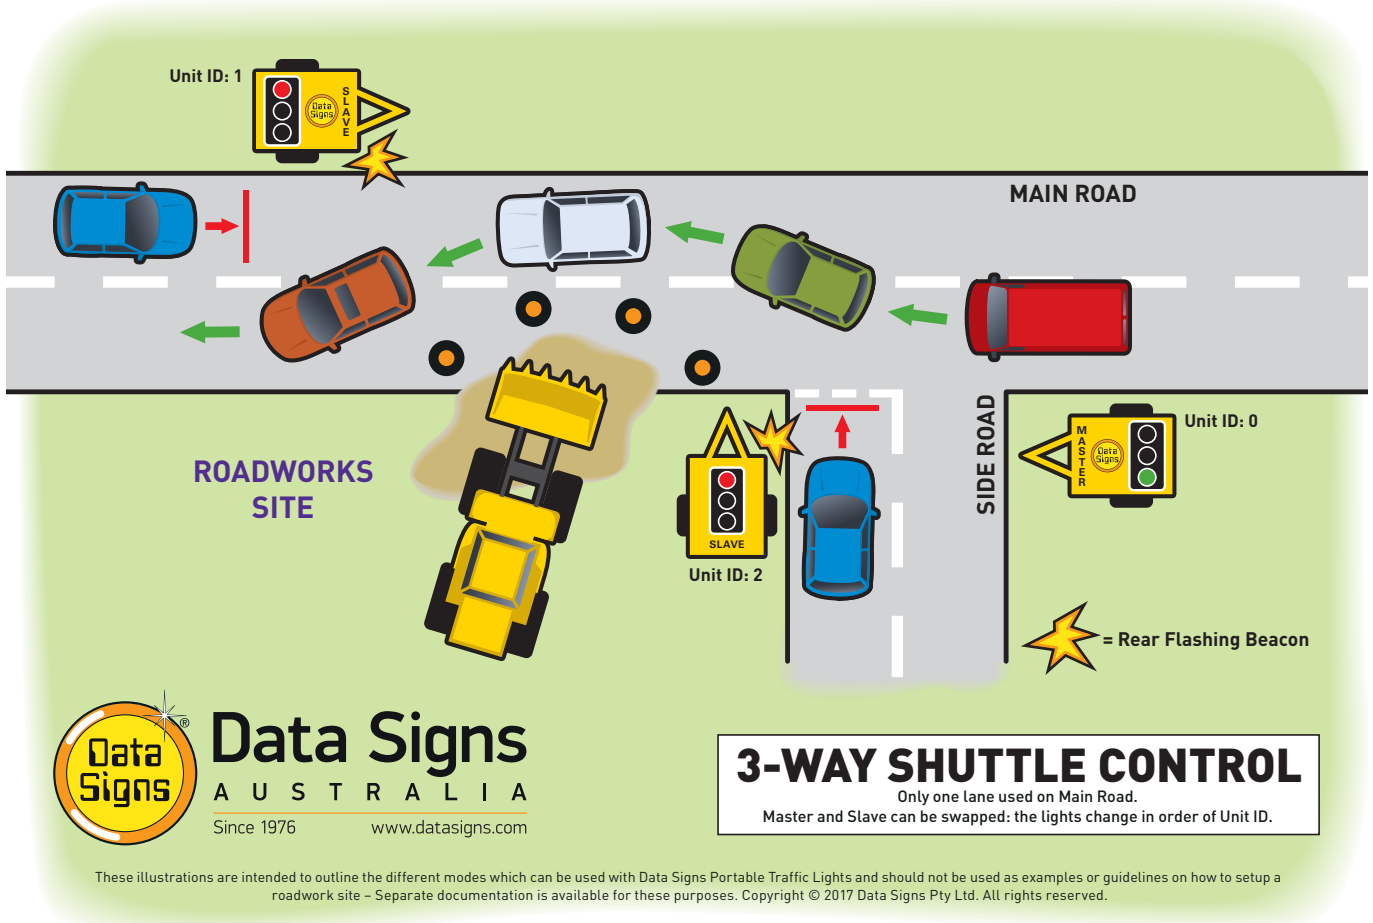 Unit ID: 1
Data
Signs
SLAVE
MAIN ROAD
ROADWORKS
SITE
SLAVE
Unit ID: 2
SIDE ROAD
MASTER
Data
Signs
Unit ID: 0
= Rear Flashing Beacon
Data
Signs
®
Data Signs
AUSTRALIA
Since 1976 www.datasigns.com
3-WAY SHUTTLE CONTROL
Only one lane used on Main Road.
Master and Slave can be swapped: the lights change in order of Unit ID.
These illustrations are intended to outline the different modes which can be used with Data Signs Portable Traffic Lights and should not be used as examples or guidelines on how to setup a
roadwork site – Separate documentation is available for these purposes. Copyright © 2017 Data Signs Pty Ltd. All rights reserved.